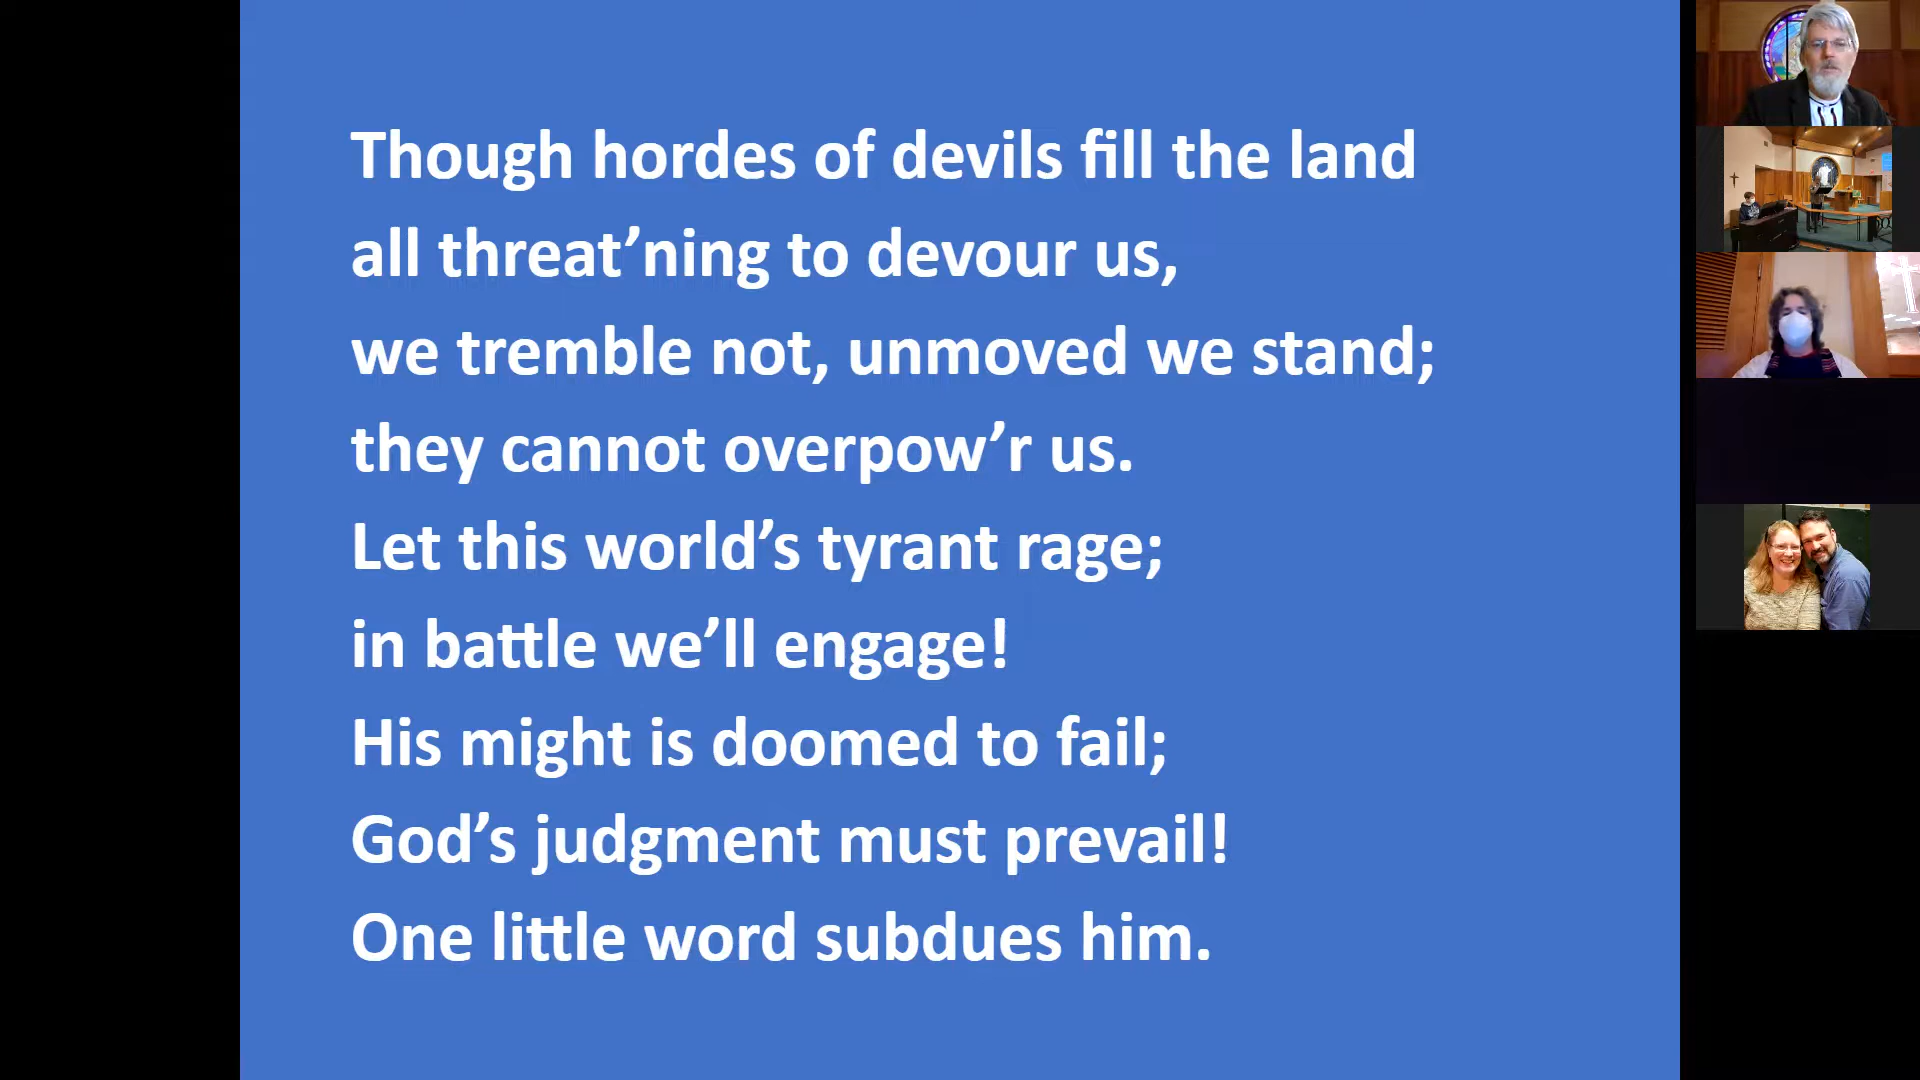 Though hordes of devils fill the land
all threat’ning to devour us,
we tremble not, unmoved we stand;
they cannot overpow’r us.
Let this world’s tyrant rage;
in battle we’ll engage!
His might is doomed to fail;
God’s judgment must prevail!
One little word subdues him.